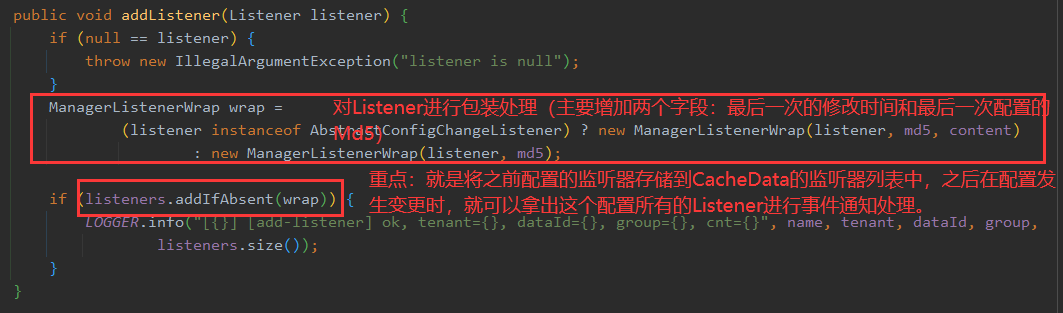 public void addListener(Listener listener) {
if (null == listener) {
throw new IllegalArgumentException("listener is null");
}
ManagerListenerWrap wrap =
对Listener进行包装处理（主要增加两个字段：最后一次的修改时间和最后一次配置的
Md5）
(listener instanceof AbstractConfigChangeListener) ? new ManagerListenerWrap(listener, md5, content)
: new ManagerListenerWrap(listener, md5);
重点：就是将之前配置的监听器存储到CacheData的监听器列表中，之后在配置发
生变更时，就可以拿出这个配置所有的Listener进行事件通知处理。
if (listeners.addIfAbsent(wrap)) {
LOGGER.info("[{}] [add-listener] ok, tenant={}, dataId={}, group={}, cnt={}", name, tenant, dataId, group,
listeners.size());
}
}